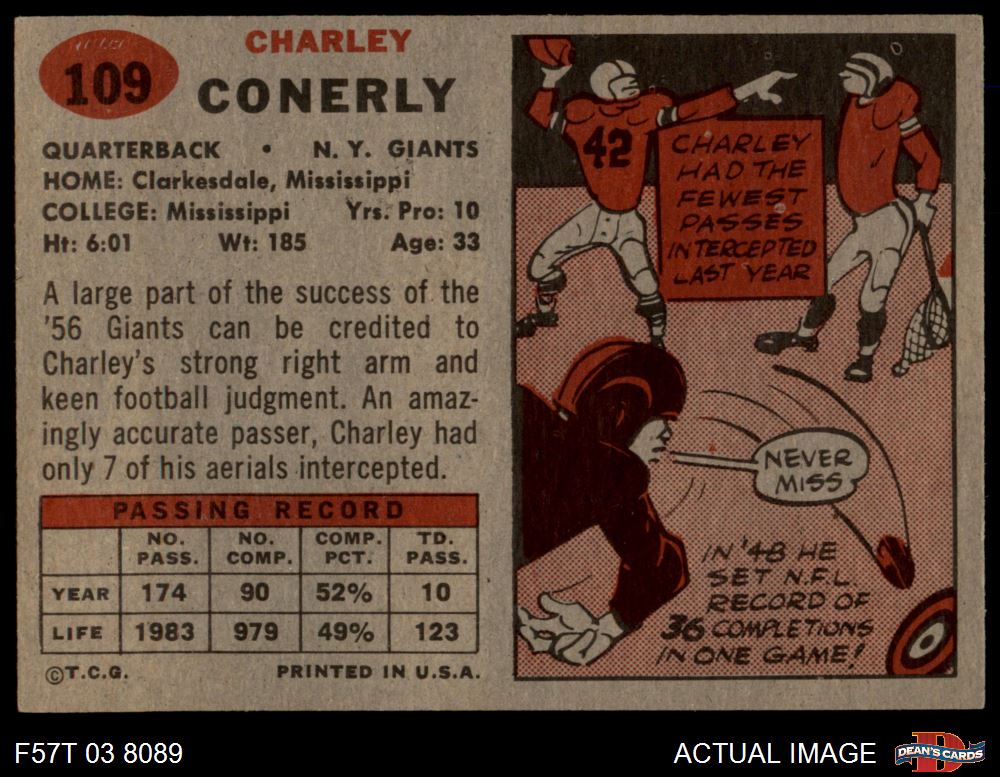 109
CHARLEY
CONERLY
QUARTERBACK • N. Y. GIANTS
HOME: Clarkesdale, Mississippi
COLLEGE: Mississippi Yrs. Pro: 10
Ht: 6:01 Wt: 185 Age: 33
A large part of the success of the
'56 Giants can be credited to
Charley's strong right arm and
keen football judgment. An amaz-
ingly accurate passer, Charley had
only 7 of his aerials intercepted.
PASSING RECORD
NO. PASS. NO. COMP. COMP. PCT. TD. PASS.
YEAR 174 90 52% 10
LIFE 1983 979 49% 123
©T.C.G. PRINTED IN U.S.A.
42
CHARLEY
HAD THE
FEWEST
PASSES
INTERCEPTED
LAST YEAR
NEVER
MISS
IN '48 HE
SET N.F.L.
RECORD OF
36 COMPLETIONS
IN ONE GAME!
F57T 03 8089
ACTUAL IMAGE
DEAN'S CARDS